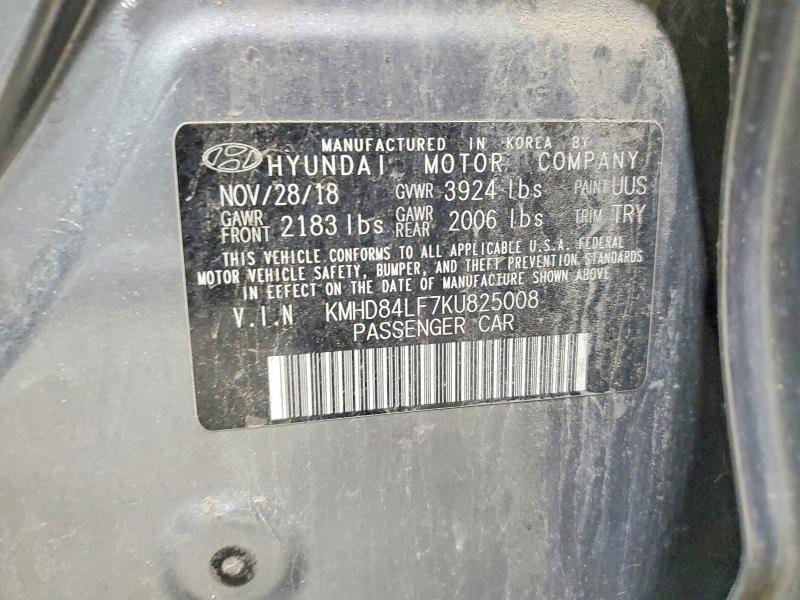 MANUFACTURED IN KOREA BY
HYUNDAI MOTOR COMPANY
NOV/28/18 GVWR 3924 lbs PAINT UUS
GAWR FRONT 2183 lbs GAWR REAR 2006 lbs TRIM TRY
THIS VEHICLE CONFORMS TO ALL APPLICABLE U.S.A. FEDERAL
MOTOR VEHICLE SAFETY, BUMPER, AND THEFT PREVENTION STANDARDS
IN EFFECT ON THE DATE OF MANUFACTURE SHOWN ABOVE
V.I.N KMHD84LF7KU825008
PASSENGER CAR